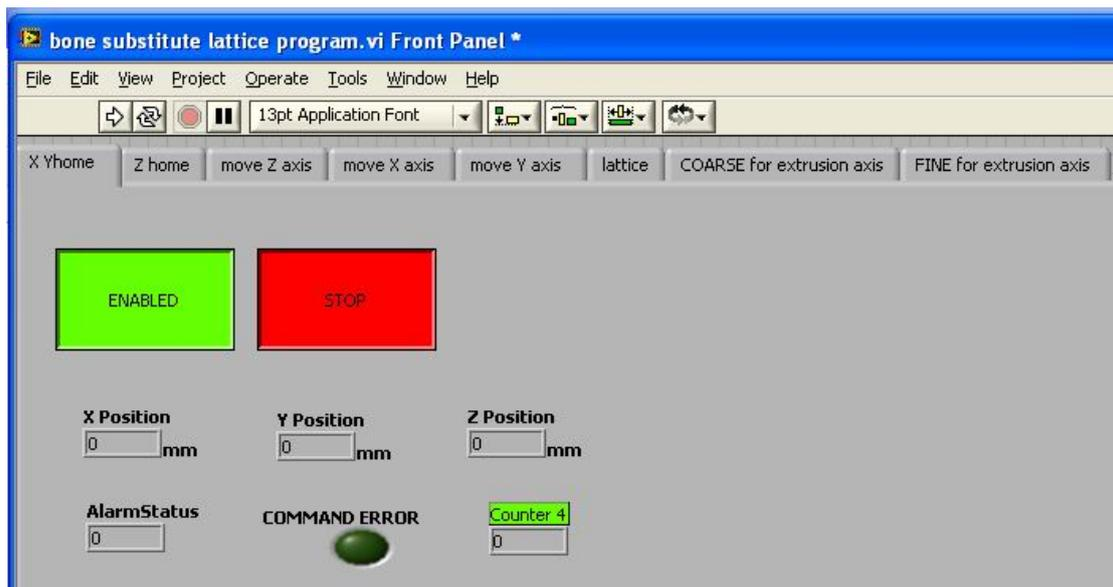 bone substitute lattice program.vi Front Panel *
File Edit View Project Operate Tools Window Help
13pt Application Font
X Yhome Z home move Z axis move X axis move Y axis lattice COARSE for extrusion axis FINE for extrusion axis
ENABLED STOP
X Position Y Position Z Position
0 mm 0 mm 0 mm
AlarmStatus COMMAND ERROR Counter 4
0 0